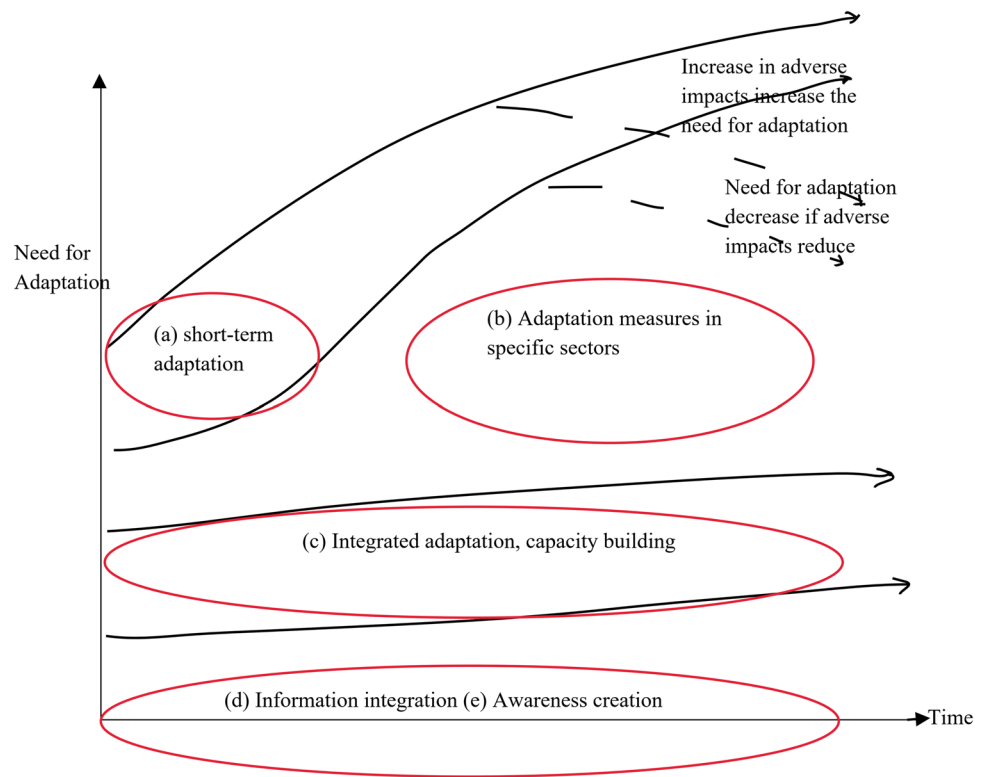 Increase in adverse
impacts increase the
need for adaptation
Need for adaptation
decrease if adverse
impacts reduce
Need for
Adaptation
(a) short-term
adaptation
(b) Adaptation measures in
specific sectors
(c) Integrated adaptation, capacity building
(d) Information integration (e) Awareness creation
Time